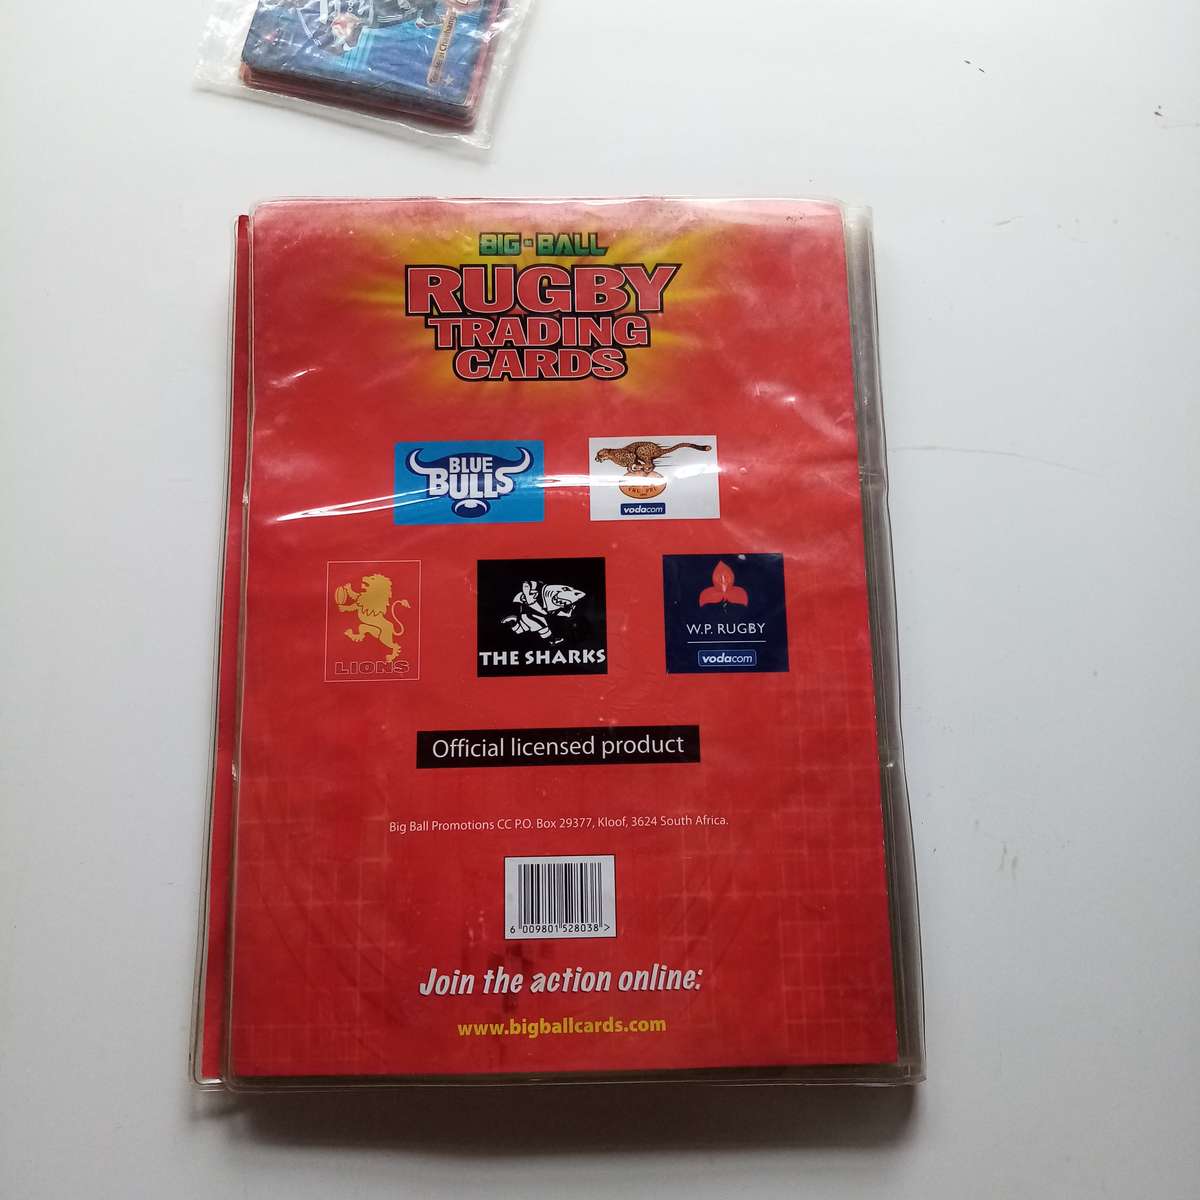 BIG-BALL
RUGBY
TRADING
CARDS
BLUE
BULLS
vodacom
LIONS
THE SHARKS
W.P. RUGBY
vodacom
Official licensed product
Big Ball Promotions CC P.O. Box 29377, Kloof, 3624 South Africa.
6 009801 528038 >
Join the action online:
www.bigballcards.com